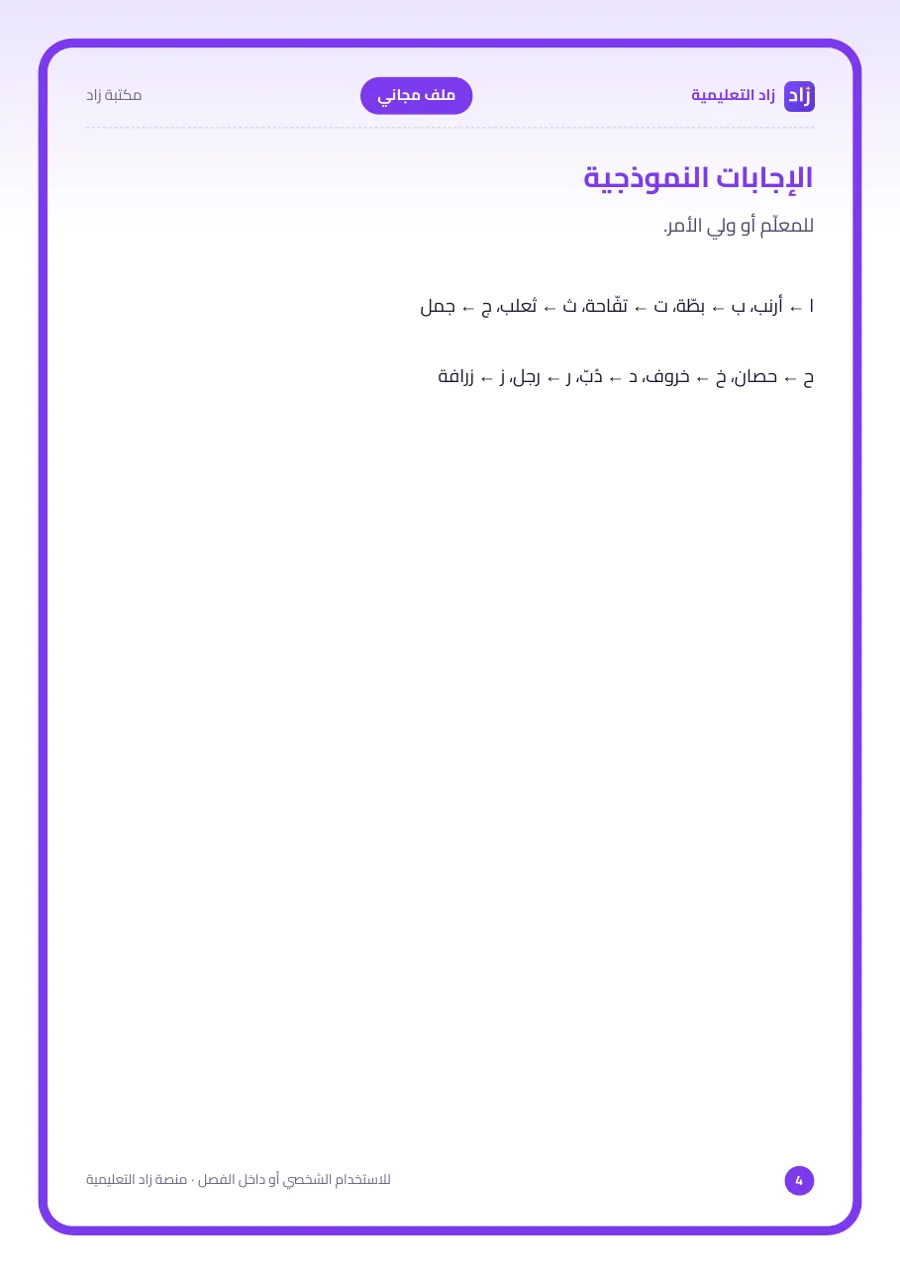 زاد زاد التعليمية
ملف مجاني
مكتبة زاد
الإجابات النموذجية
للمعلّم أو ولي الأمر.
ا ← أرنب، ب ← بطّة، ت ← تفّاحة، ث ← ثعلب، ج ← جمل
ح ← حصان، خ ← خروف، د ← دُبّ، ر ← رجل، ز ← زرافة
4
للاستخدام الشخصي أو داخل الفصل · منصة زاد التعليمية